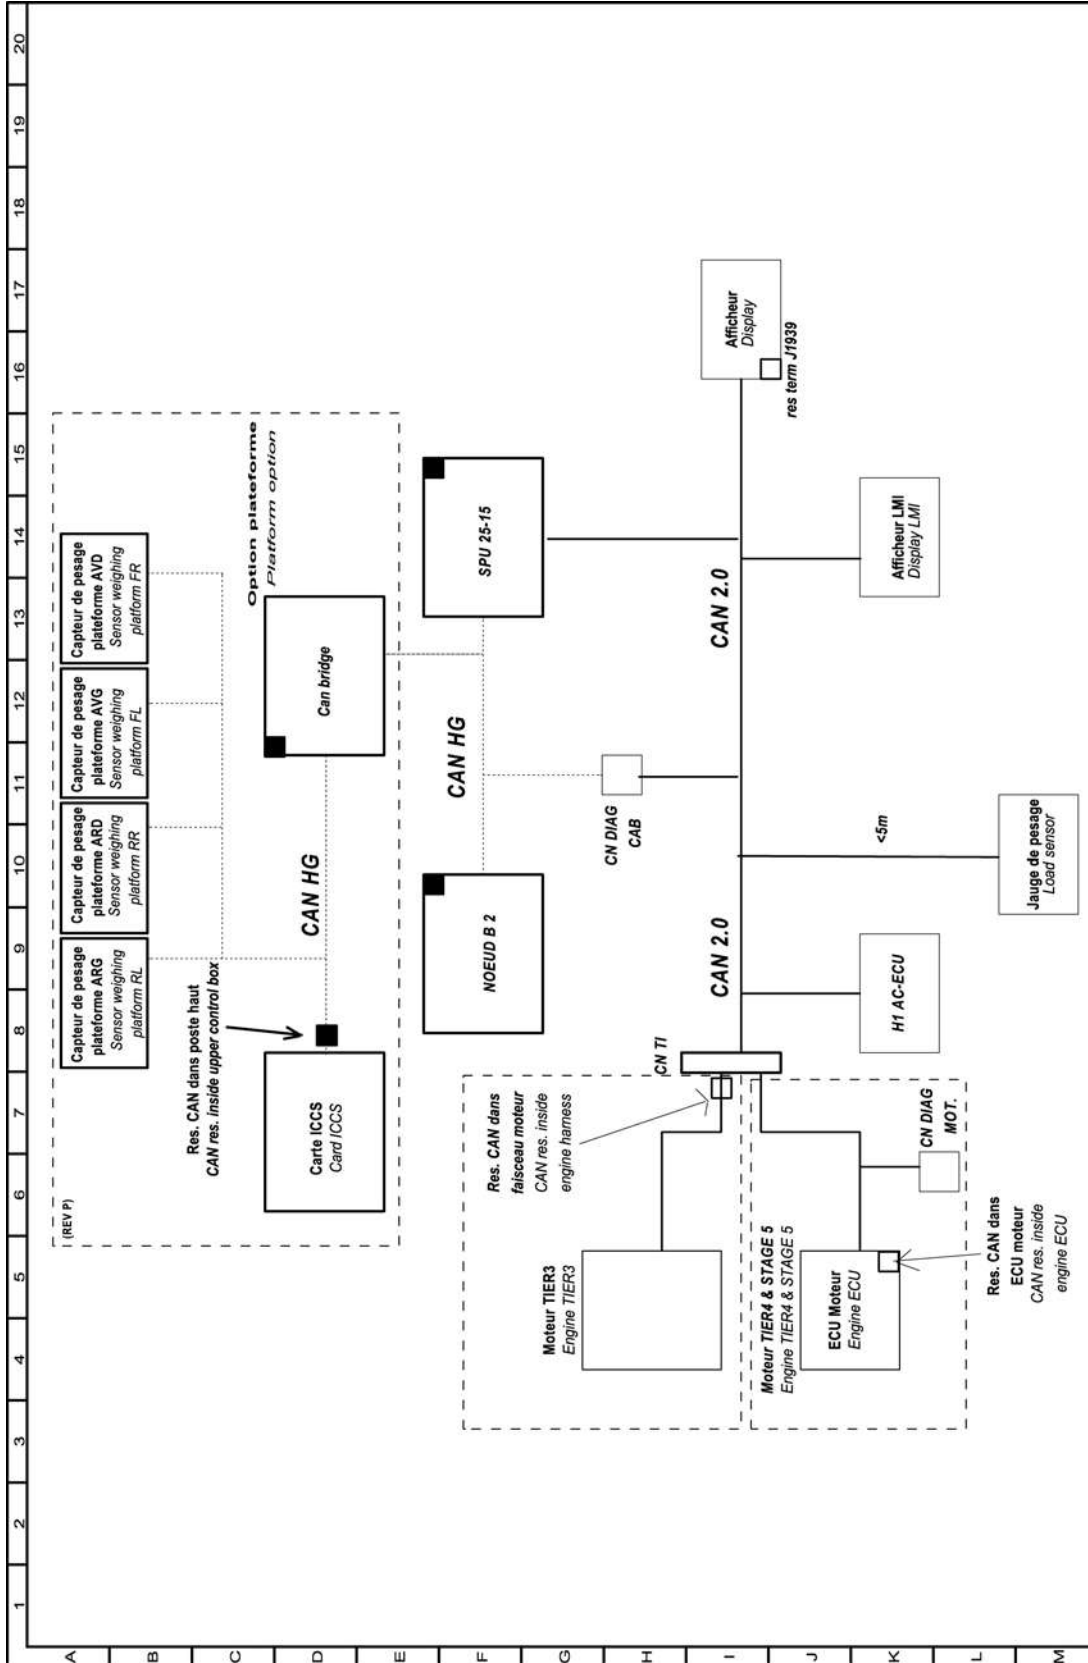 1 2 3 4 5 6 7 8 9 10 11 12 13 14 15 16 17 18 19 20
A
B
C
D
E
F
G
H
I
J
K
L
M
(REV P)
Capteur de pesage
plateforme ARG
Sensor weighing
platform RL
Capteur de pesage
plateforme ARD
Sensor weighing
platform RR
Capteur de pesage
plateforme AVG
Sensor weighing
platform FL
Capteur de pesage
plateforme AVD
Sensor weighing
platform FR
Res. CAN dans poste haut
CAN res. inside upper control box
Option plateforme
Platform option
Carte ICCS
Card ICCS
CAN HG
Can bridge
CAN HG
NOEUD B 2
SPU 25-15
CN DIAG
CAB
Res. CAN dans
faisceau moteur
CAN res. inside
engine harness
Moteur TIER3
Engine TIER3
CN TI
CAN 2.0
CAN 2.0
Afficheur
Display
res term J1939
Moteur TIER4 & STAGE 5
Engine TIER4 & STAGE 5
ECU Moteur
Engine ECU
CN DIAG
MOT.
H1 AC-ECU
<5m
Afficheur LMI
Display LMI
Res. CAN dans
ECU moteur
CAN res. inside
engine ECU
Jauge de pesage
Load sensor